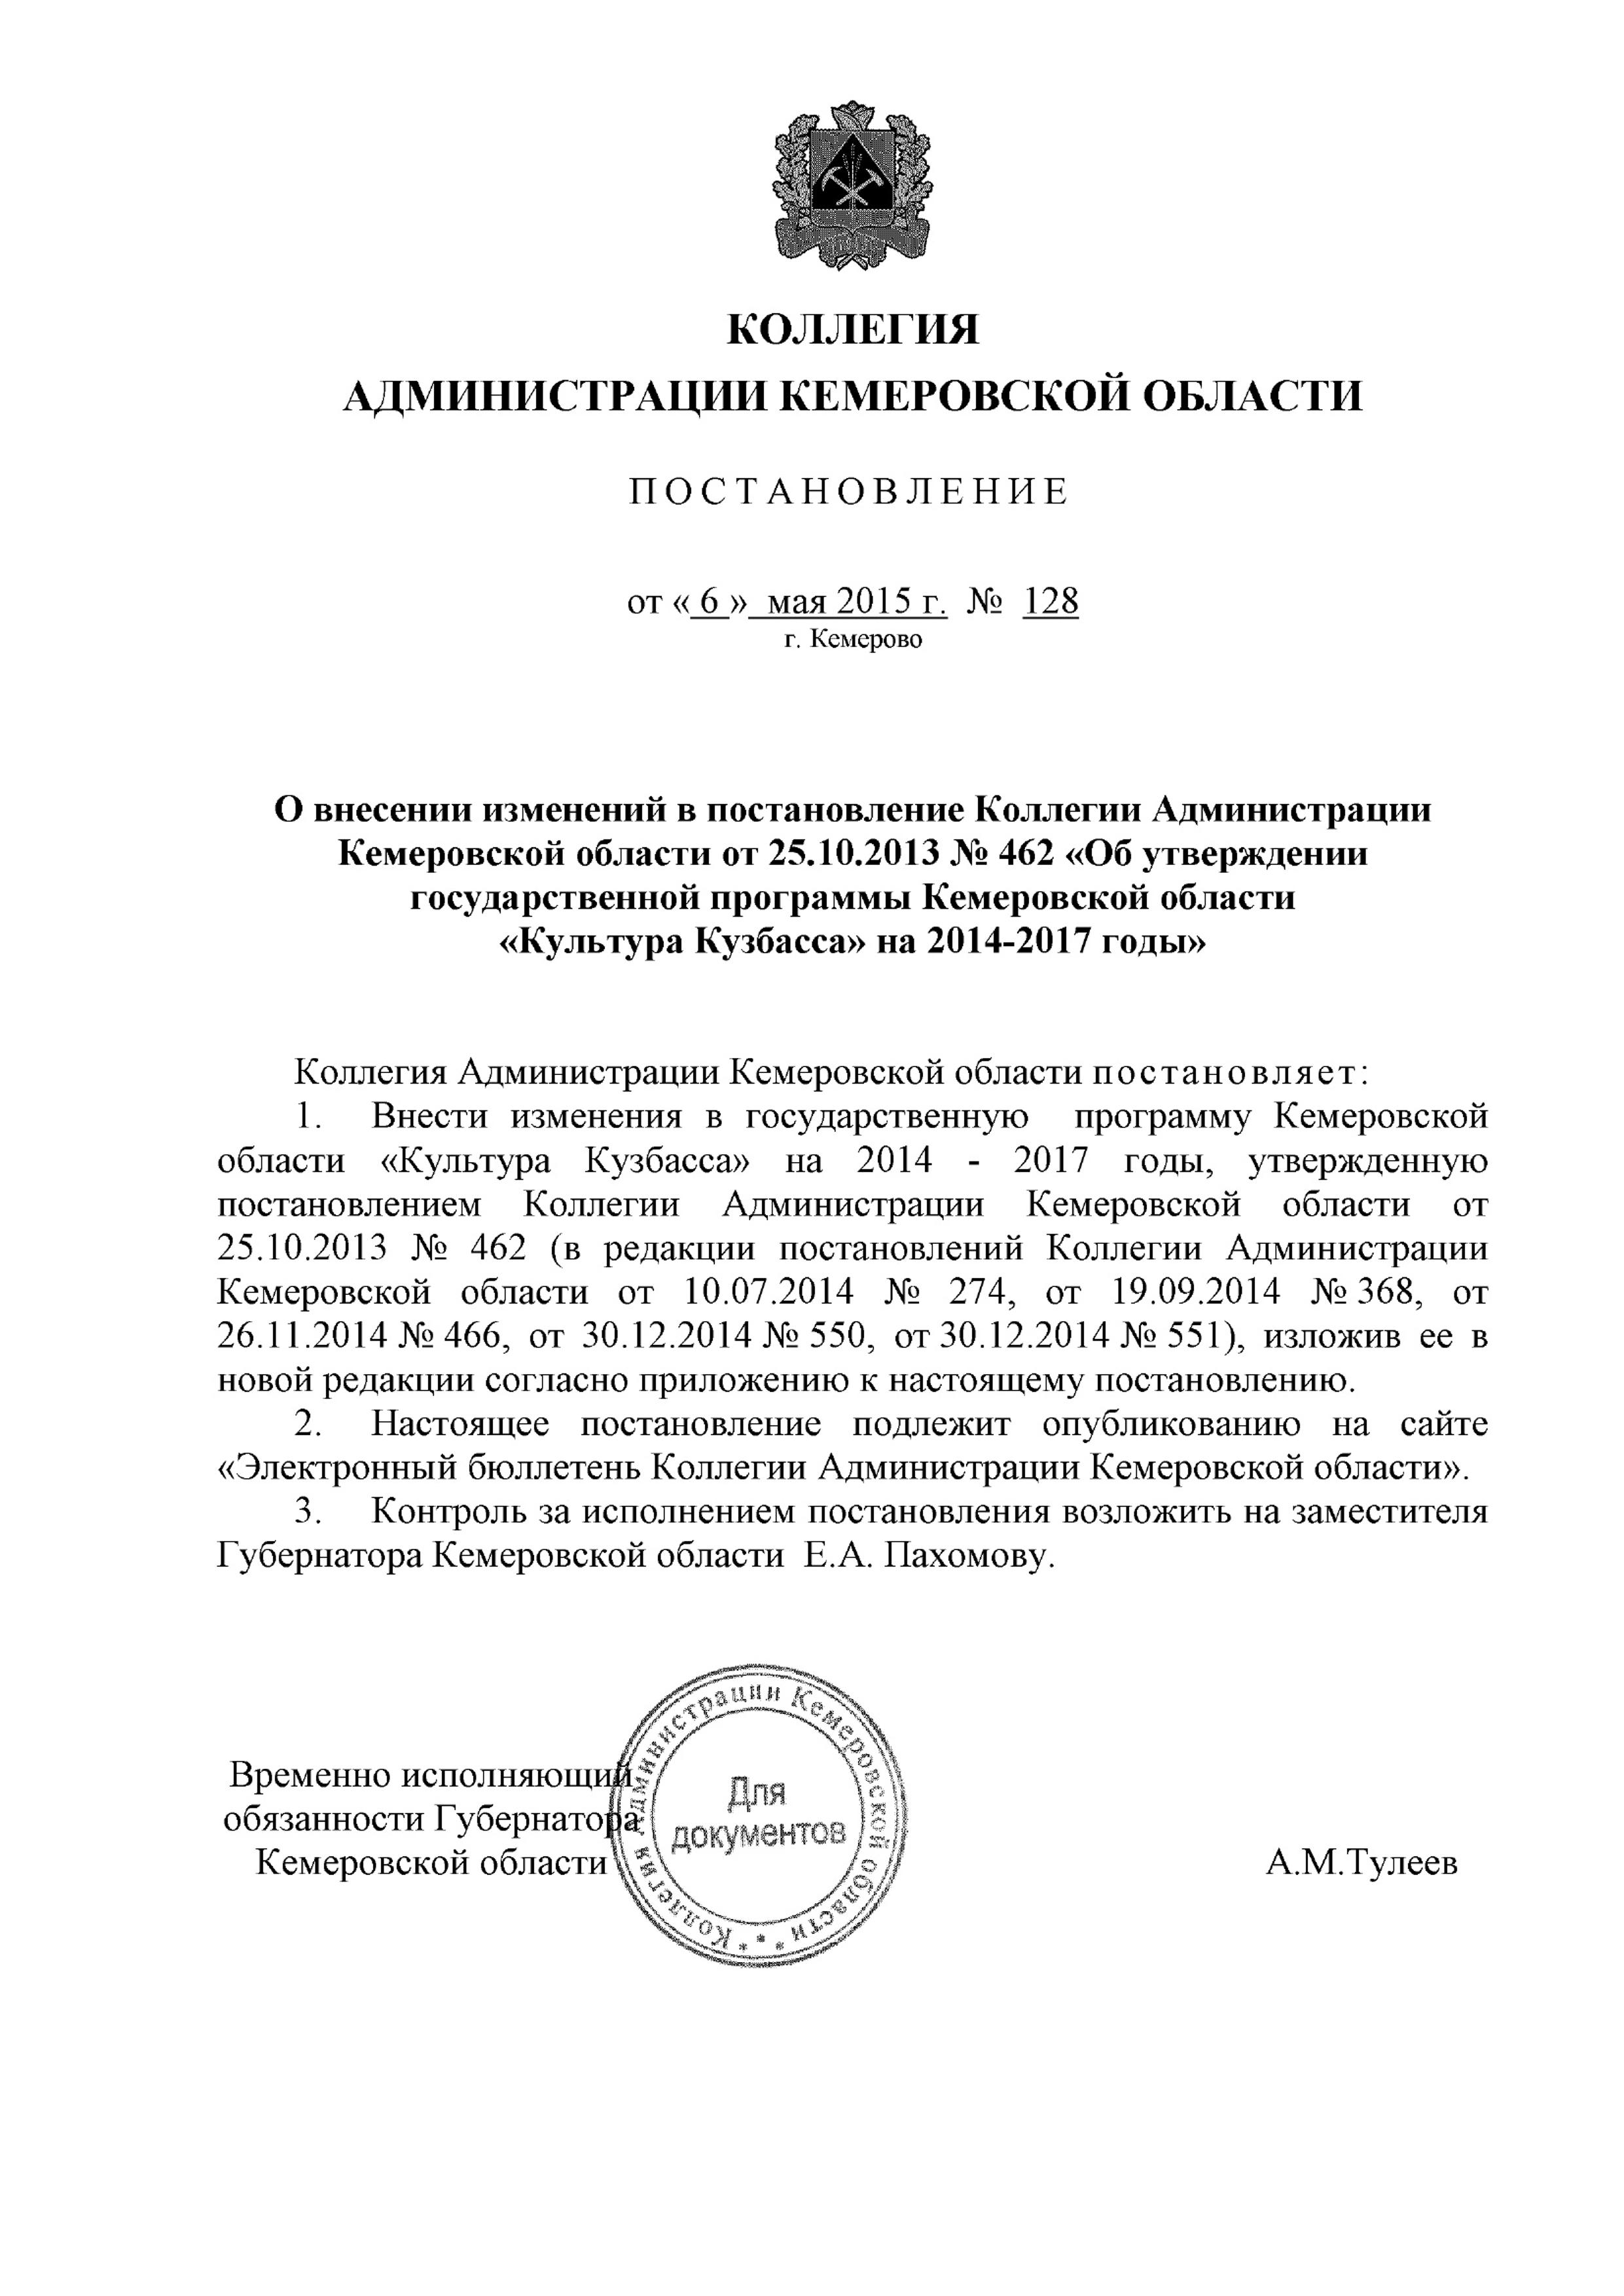 КОЛЛЕГИЯ
АДМИНИСТРАЦИИ КЕМЕРОВСКОЙ ОБЛАСТИ
ПОСТАНОВЛЕНИЕ
от « 6 » мая 2015 г. № 128
г. Кемерово
О внесении изменений в постановление Коллегии Администрации
Кемеровской области от 25.10.2013 № 462 «Об утверждении
государственной программы Кемеровской области
«Культура Кузбасса» на 2014-2017 годы»
Коллегия Администрации Кемеровской области постановляет:
1. Внести изменения в государственную программу Кемеровской
области «Культура Кузбасса» на 2014 - 2017 годы, утвержденную
постановлением Коллегии Администрации Кемеровской области от
25.10.2013 № 462 (в редакции постановлений Коллегии Администрации
Кемеровской области от 10.07.2014 № 274, от 19.09.2014 № 368, от
26.11.2014 № 466, от 30.12.2014 № 550, от 30.12.2014 № 551), изложив ее в
новой редакции согласно приложению к настоящему постановлению.
2. Настоящее постановление подлежит опубликованию на сайте
«Электронный бюллетень Коллегии Администрации Кемеровской области».
3. Контроль за исполнением постановления возложить на заместителя
Губернатора Кемеровской области Е.А. Пахомову.
Временно исполняющий
обязанности Губернатора
Кемеровской области
А.М.Тулеев
Коллегия Администрации Кемеровской области
Для
документов